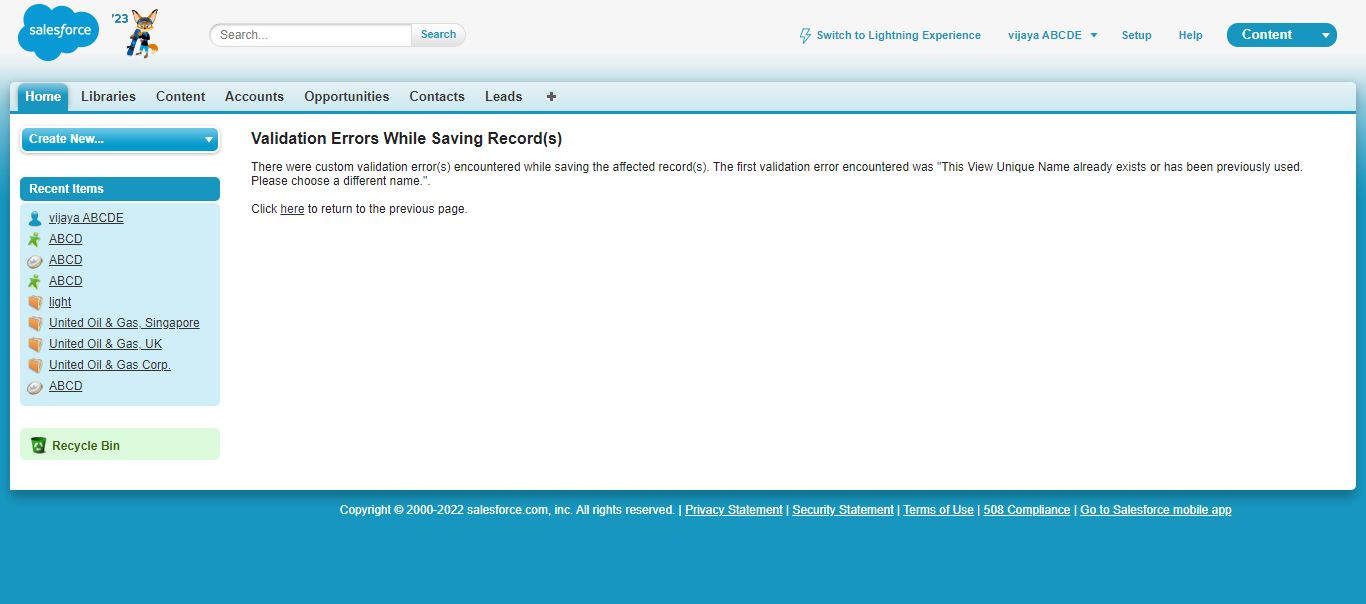 salesforce
'23
Search...
Search
Switch to Lightning Experience
vijaya ABCDE
Setup
Help
Content
Home
Libraries
Content
Accounts
Opportunities
Contacts
Leads
+
Create New...
Validation Errors While Saving Record(s)
There were custom validation error(s) encountered while saving the affected record(s). The first validation error encountered was "This View Unique Name already exists or has been previously used.
Please choose a different name.".
Click here to return to the previous page.
Recent Items
vijaya ABCDE
ABCD
ABCD
ABCD
light
United Oil & Gas, Singapore
United Oil & Gas, UK
United Oil & Gas Corp.
ABCD
Recycle Bin
Copyright © 2000-2022 salesforce.com, inc. All rights reserved. | Privacy Statement | Security Statement | Terms of Use | 508 Compliance | Go to Salesforce mobile app